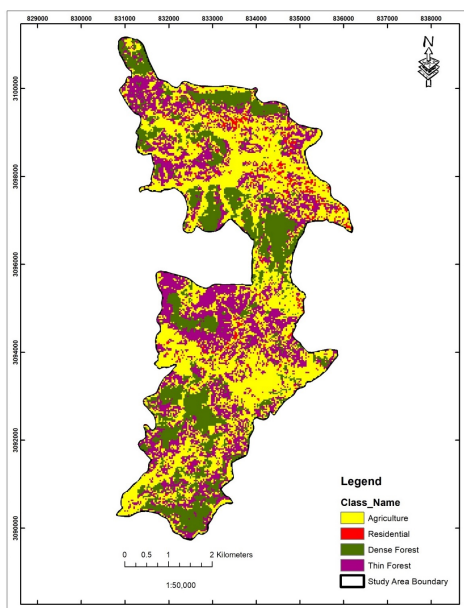 829000 830000 831000 832000 833000 834000 835000 836000 837000 838000
N
3100000
3098000
3096000
3094000
3092000
3090000
Legend
Class_Name
Agriculture
Residential
Dense Forest
Thin Forest
Study Area Boundary
0 0.5 1 2 Kilometers
1:50,000